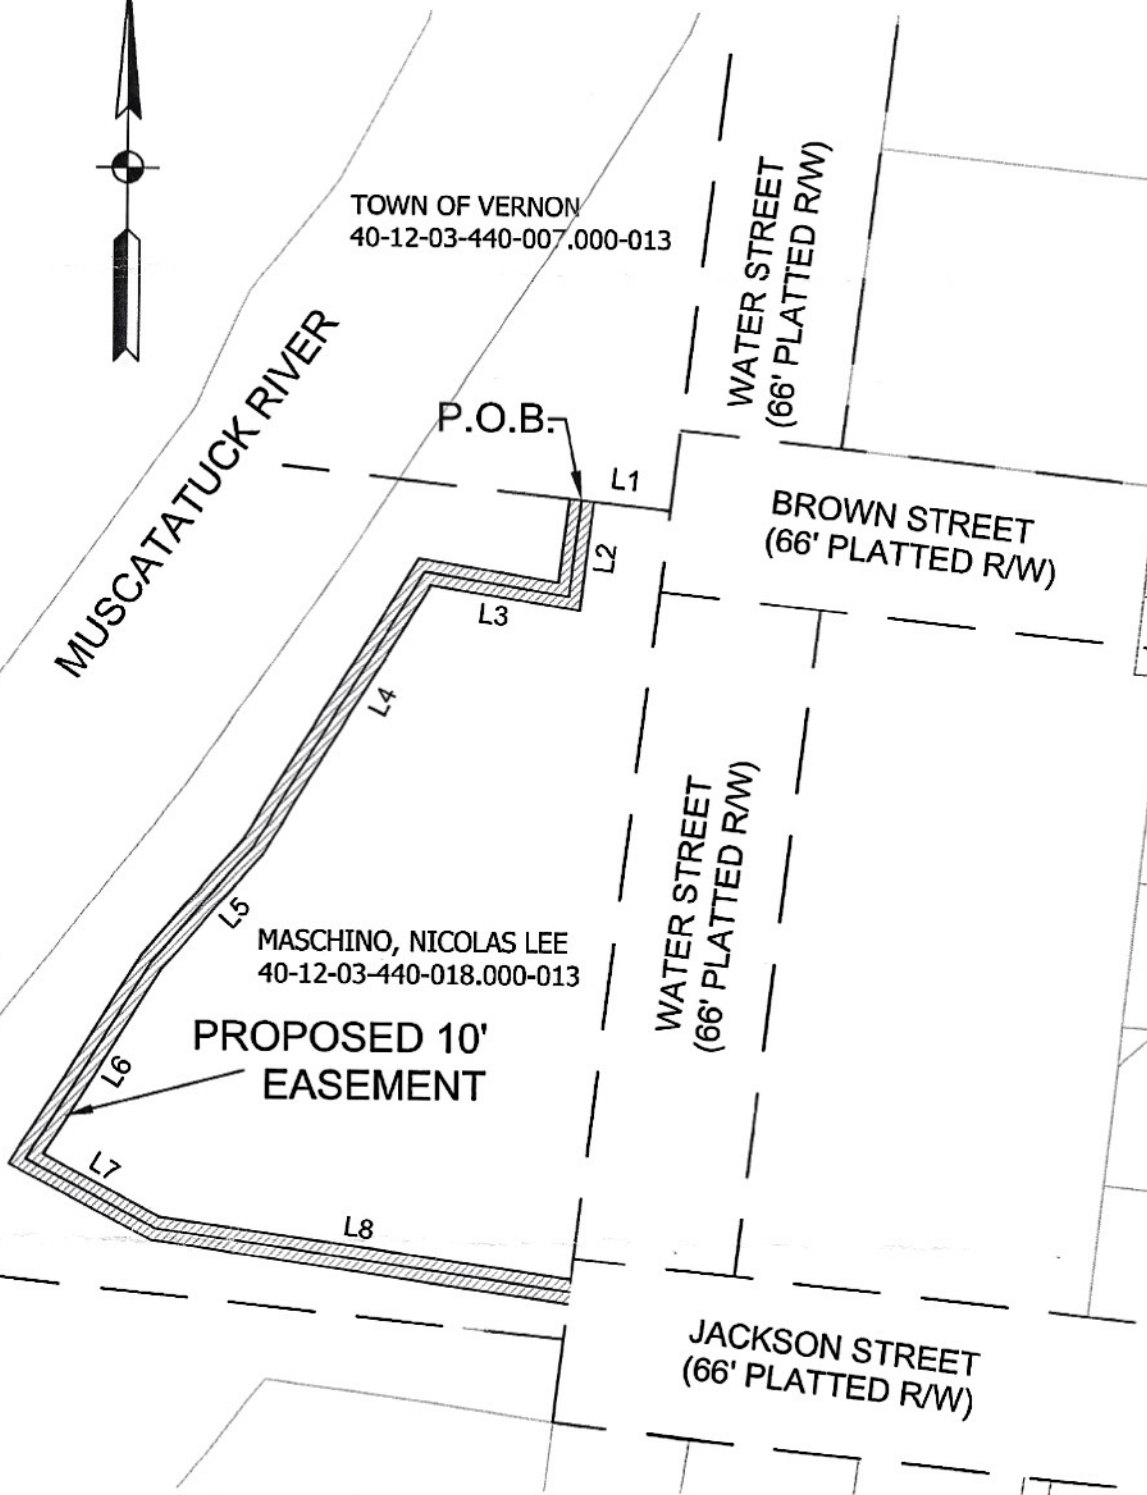 TOWN OF VERNON
40-12-03-440-007.000-013
WATER STREET
(66' PLATTED R/W)
MUSCATATUCK RIVER
P.O.B.
L1
BROWN STREET
(66' PLATTED R/W)
L2
L3
L4
WATER STREET
(66' PLATTED R/W)
L5
MASCHINO, NICOLAS LEE
40-12-03-440-018.000-013
PROPOSED 10'
EASEMENT
L6
L7
L8
JACKSON STREET
(66' PLATTED R/W)